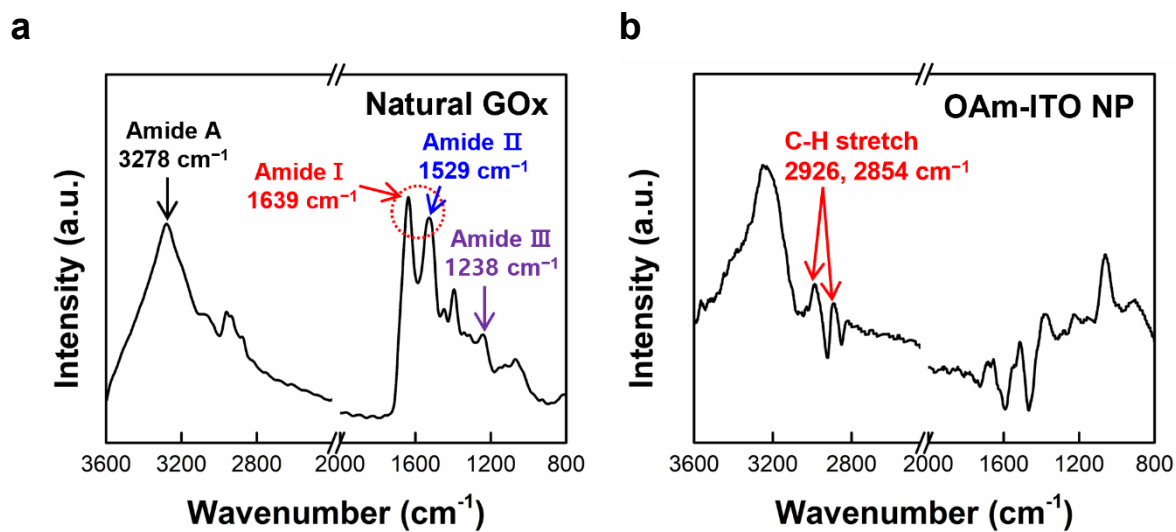 a
Natural GOx
Amide A
3278 cm⁻¹
Amide I
1639 cm⁻¹
Amide II
1529 cm⁻¹
Amide III
1238 cm⁻¹
Intensity (a.u.)
3600 3200 2800 2000 1600 1200 800
Wavenumber (cm⁻¹)
b
OAm-ITO NP
C-H stretch
2926, 2854 cm⁻¹
Intensity (a.u.)
3600 3200 2800 2000 1600 1200 800
Wavenumber (cm⁻¹)